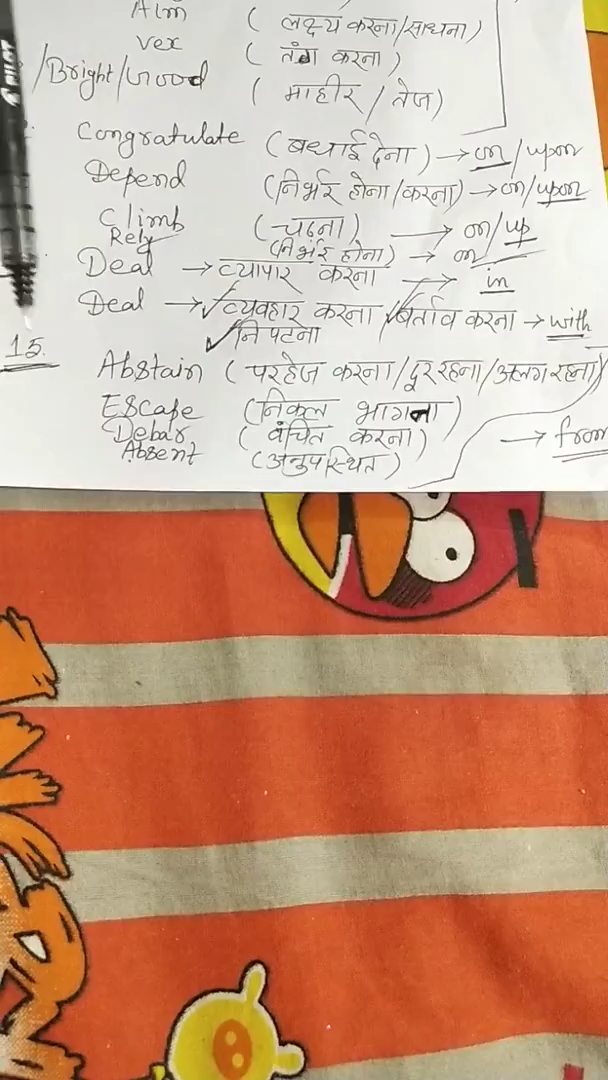 Aim ( लक्ष्य करना/साधना)
vex ( तंग करना )
/Bright/Good ( माहीर / तेज)
Congratulate (बधाई देना) → on/upon
Depend (निर्भर होना/करना) → on/upon
Climb (चढना) → on/up
Rely (निर्भर होना) → on
Deal → व्यापार करना → in
Deal → ✓व्यवहार करना ✓बर्ताव करना → with
✓निपटना
15.
Abstain (परहेज करना/दूर रहना/अलग रहना)
Escape (निकल भागना)
Debar (वंचित करना) → from
Absent (अनुपस्थित)
PILOT